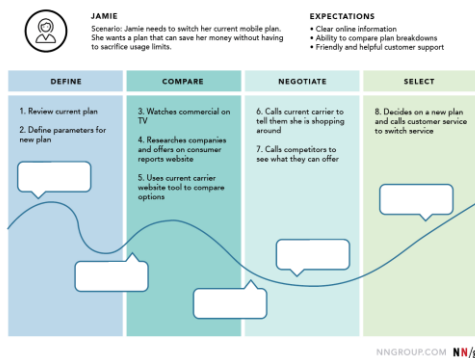 JAMIE
Scenario: Jamie needs to switch her current mobile plan.
She wants a plan that can save her money without having
to sacrifice usage limits.
EXPECTATIONS
• Clear online information
• Ability to compare plan breakdowns
• Friendly and helpful customer support
DEFINE
1. Review current plan
2. Define parameters for
new plan
COMPARE
3. Watches commercial on
TV
4. Researches companies
and offers on consumer
reports website
5. Uses current carrier
website tool to compare
options
NEGOTIATE
6. Calls current carrier to
tell them she is shopping
around
7. Calls competitors to
see what they can offer
SELECT
8. Decides on a new plan
and calls customer service
to switch service
NNGROUP.COM NN/